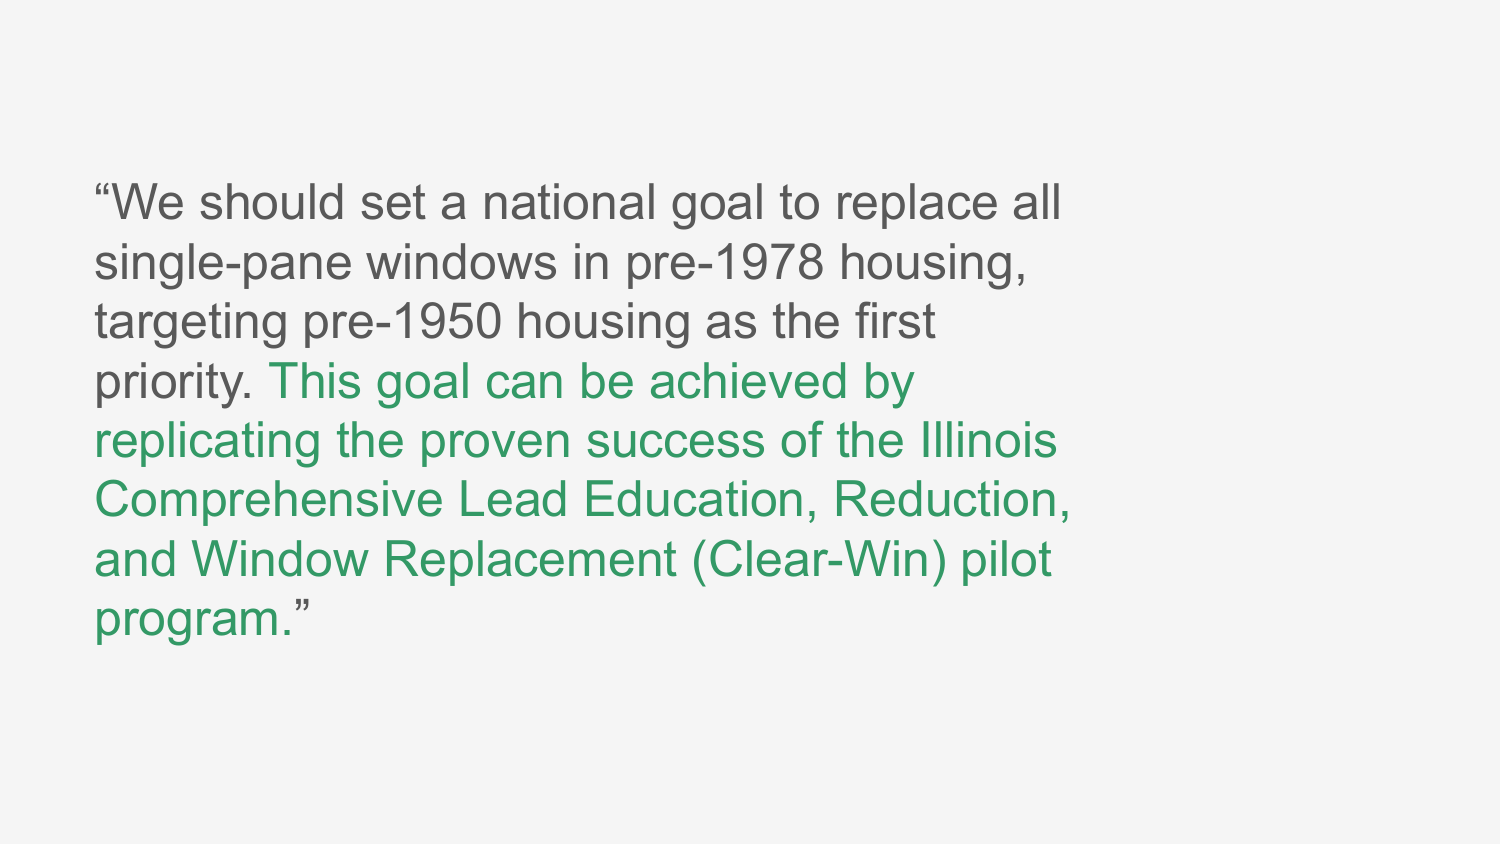 “We should set a national goal to replace all
single-pane windows in pre-1978 housing,
targeting pre-1950 housing as the first
priority. This goal can be achieved by
replicating the proven success of the Illinois
Comprehensive Lead Education, Reduction,
and Window Replacement (Clear-Win) pilot
program.”